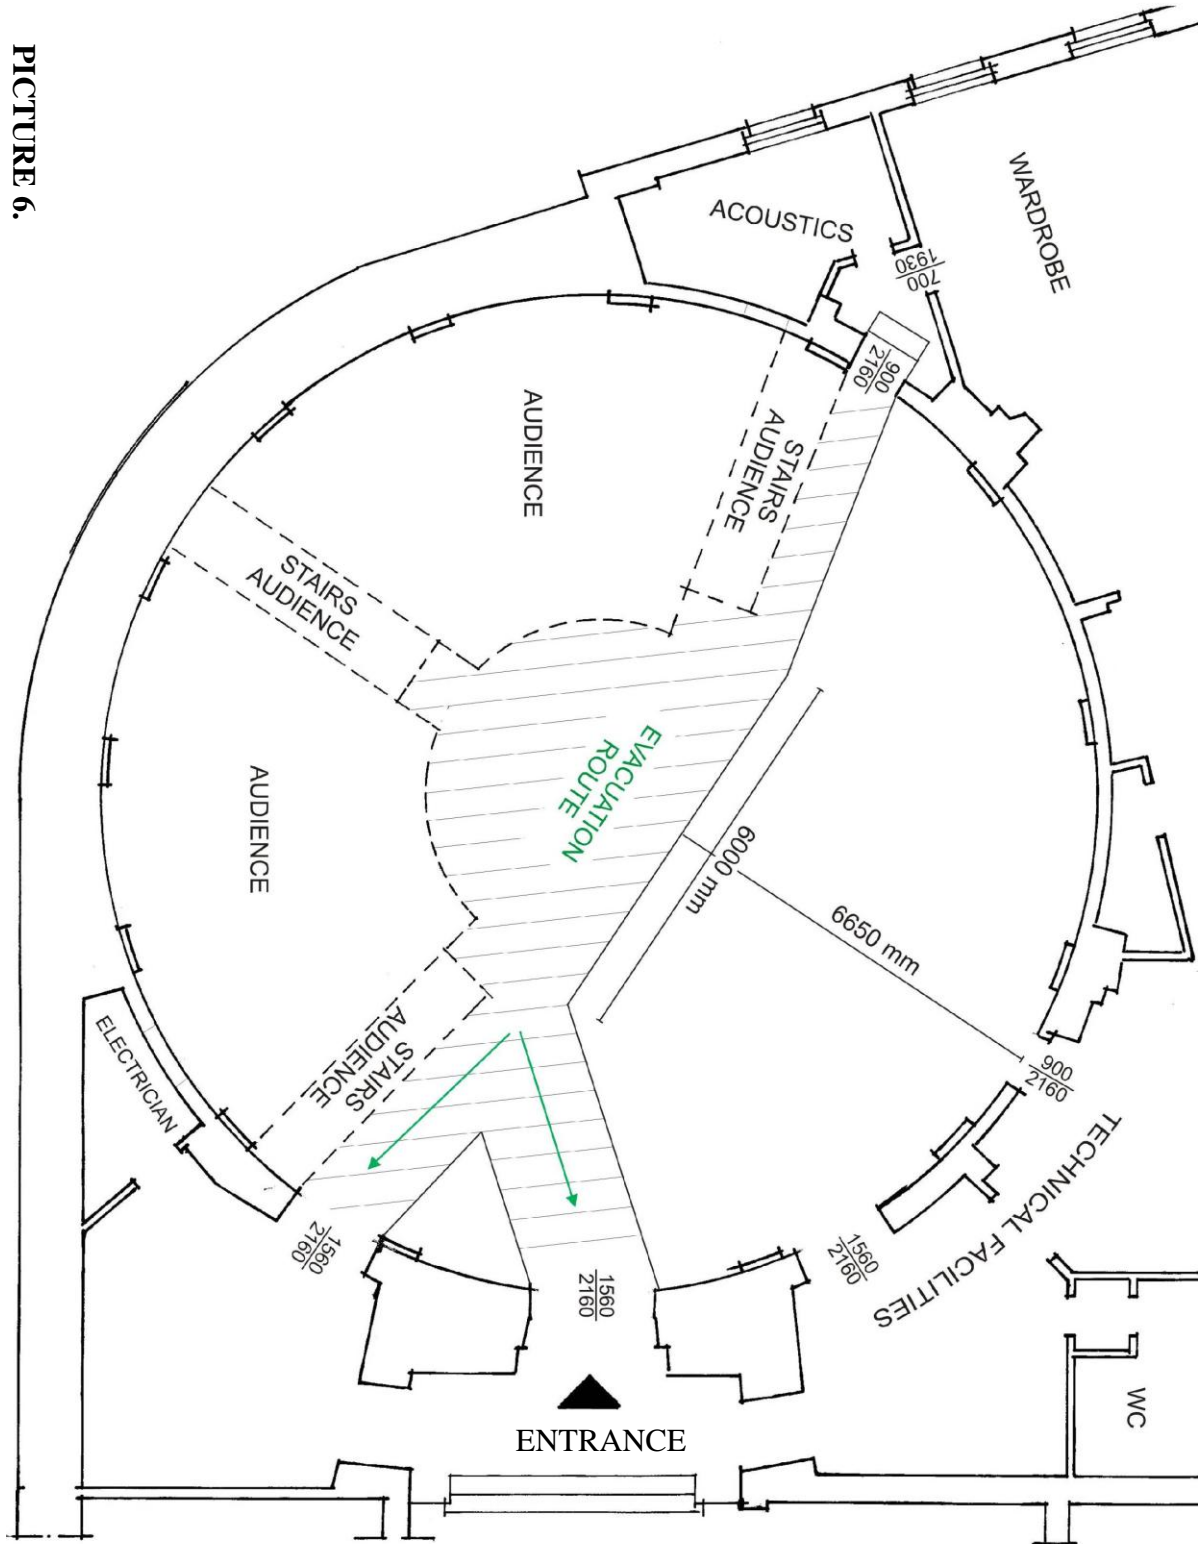 PICTURE 6.
WARDROBE
ACOUSTICS
700
1930
900
2160
STAIRS
AUDIENCE
AUDIENCE
STAIRS
AUDIENCE
EVACUATION
ROUTE
6000 mm
6650 mm
AUDIENCE
STAIRS
AUDIENCE
ELECTRICIAN
900
2160
TECHNICAL FACILITIES
1560
2160
1560
2160
1560
2160
WC
ENTRANCE